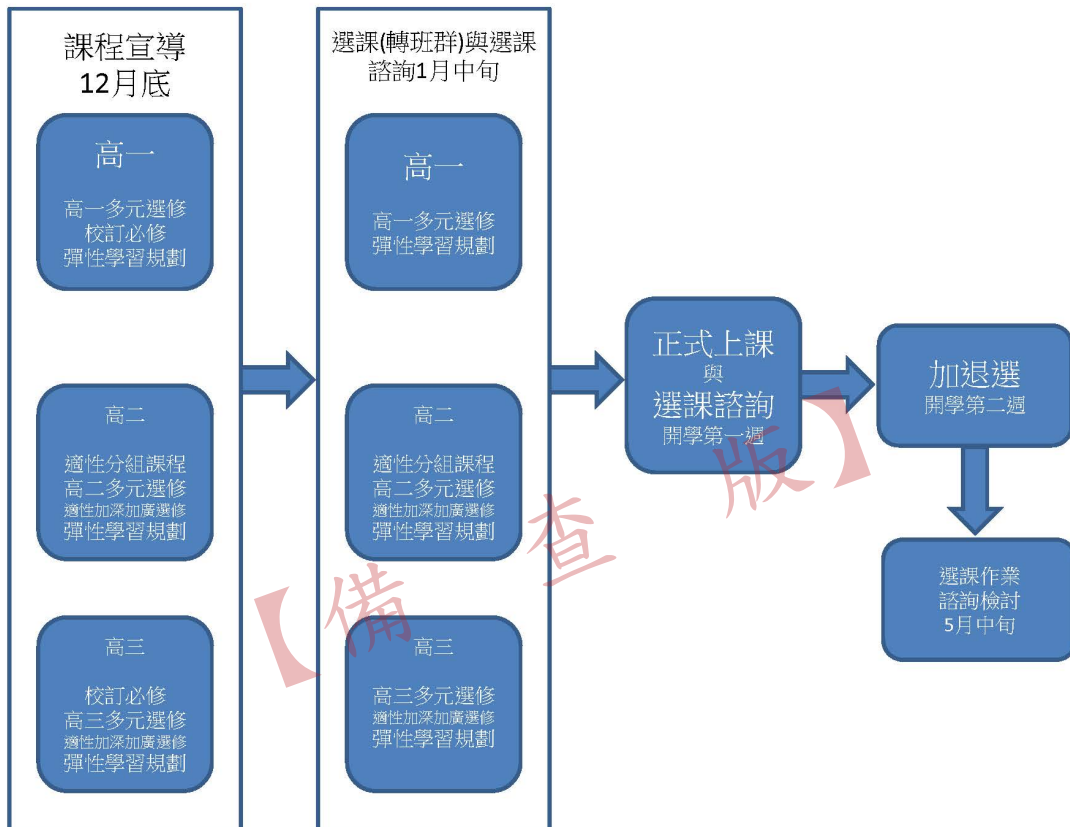 課程宣導
12月底
高一
高一多元選修
校訂必修
彈性學習規劃
高二
適性分組課程
高二多元選修
適性加深加廣選修
彈性學習規劃
高三
校訂必修
高三多元選修
適性加深加廣選修
彈性學習規劃
選課(轉班群)與選課
諮詢1月中旬
高一
高一多元選修
彈性學習規劃
高二
適性分組課程
高二多元選修
適性加深加廣選修
彈性學習規劃
高三
高三多元選修
適性加深加廣選修
彈性學習規劃
正式上課
與
選課諮詢
開學第一週
加退選
開學第二週
選課作業
諮詢檢討
5月中旬
【備查版】